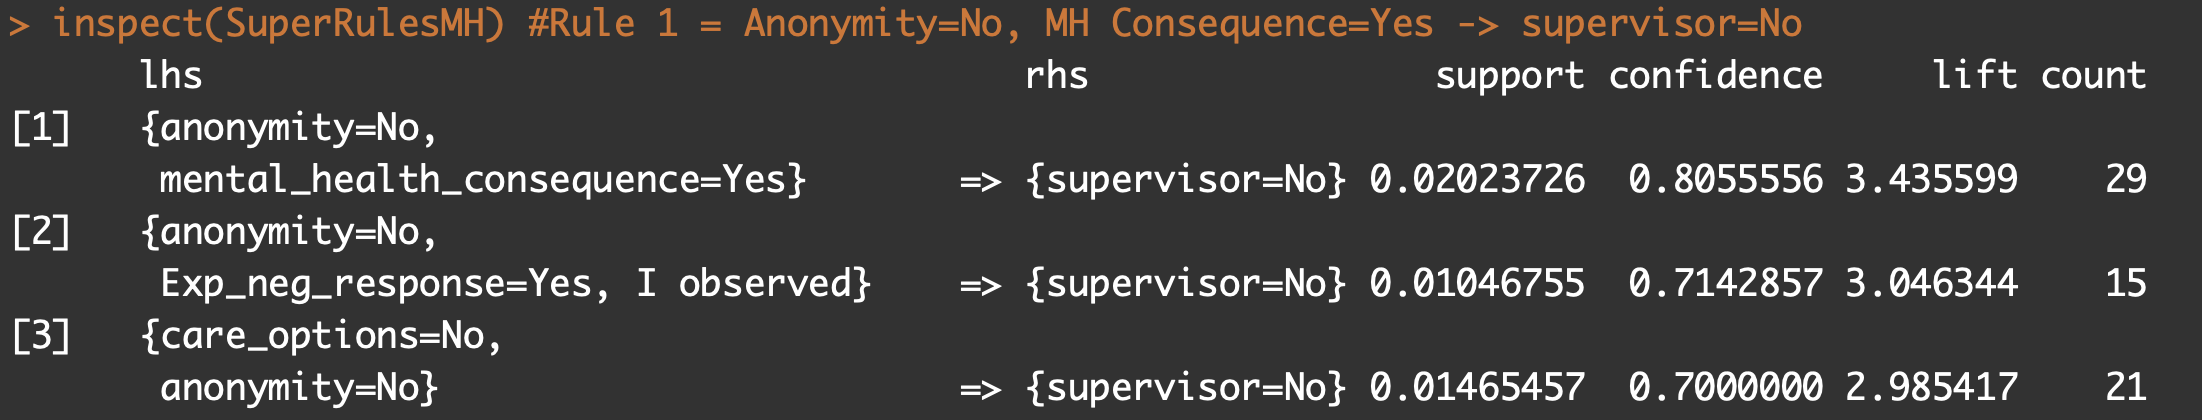 > inspect(SuperRulesMH) #Rule 1 = Anonymity=No, MH Consequence=Yes -> supervisor=No
lhs rhs support confidence lift count
[1] {anonymity=No,
mental_health_consequence=Yes} => {supervisor=No} 0.02023726 0.8055556 3.435599 29
[2] {anonymity=No,
Exp_neg_response=Yes, I observed} => {supervisor=No} 0.01046755 0.7142857 3.046344 15
[3] {care_options=No,
anonymity=No} => {supervisor=No} 0.01465457 0.7000000 2.985417 21